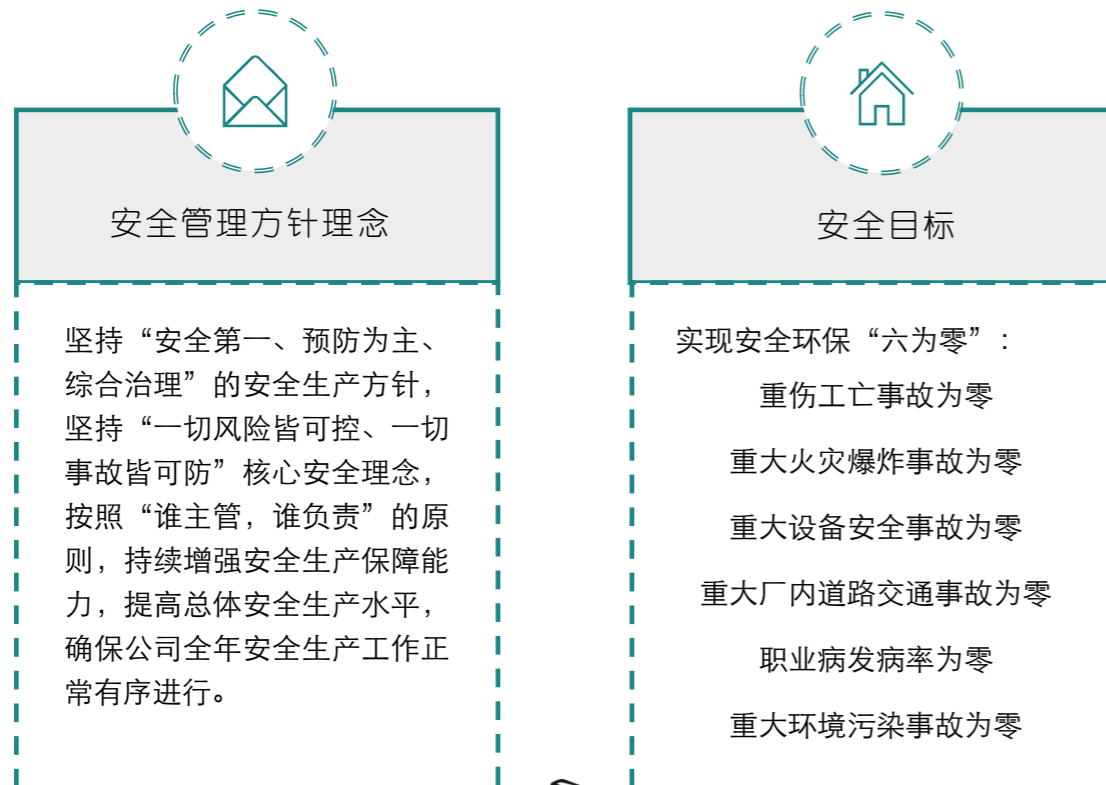 安全管理方针理念
坚持“安全第一、预防为主、
综合治理”的安全生产方针，
坚持“一切风险皆可控、一切
事故皆可防”核心安全理念，
按照“谁主管，谁负责”的原
则，持续增强安全生产保障能
力，提高总体安全生产水平，
确保公司全年安全生产工作正
常有序进行。
安全目标
实现安全环保“六为零”：
重伤工亡事故为零
重大火灾爆炸事故为零
重大设备安全事故为零
重大厂内道路交通事故为零
职业病发病率为零
重大环境污染事故为零